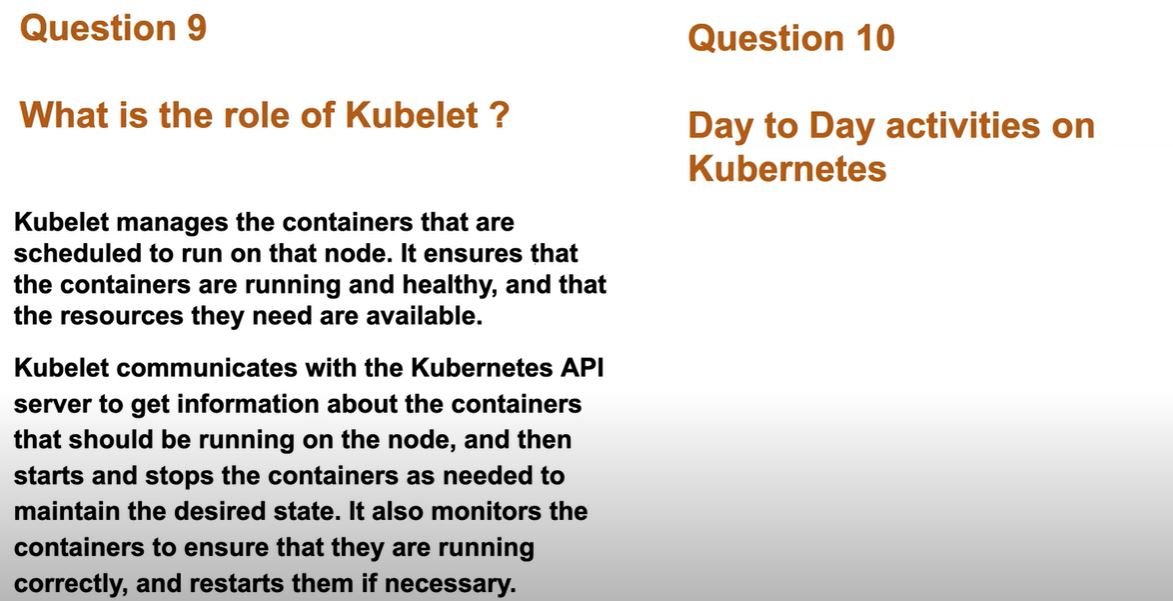 Question 9
What is the role of Kubelet ?
Kubelet manages the containers that are
scheduled to run on that node. It ensures that
the containers are running and healthy, and that
the resources they need are available.
Kubelet communicates with the Kubernetes API
server to get information about the containers
that should be running on the node, and then
starts and stops the containers as needed to
maintain the desired state. It also monitors the
containers to ensure that they are running
correctly, and restarts them if necessary.
Question 10
Day to Day activities on
Kubernetes